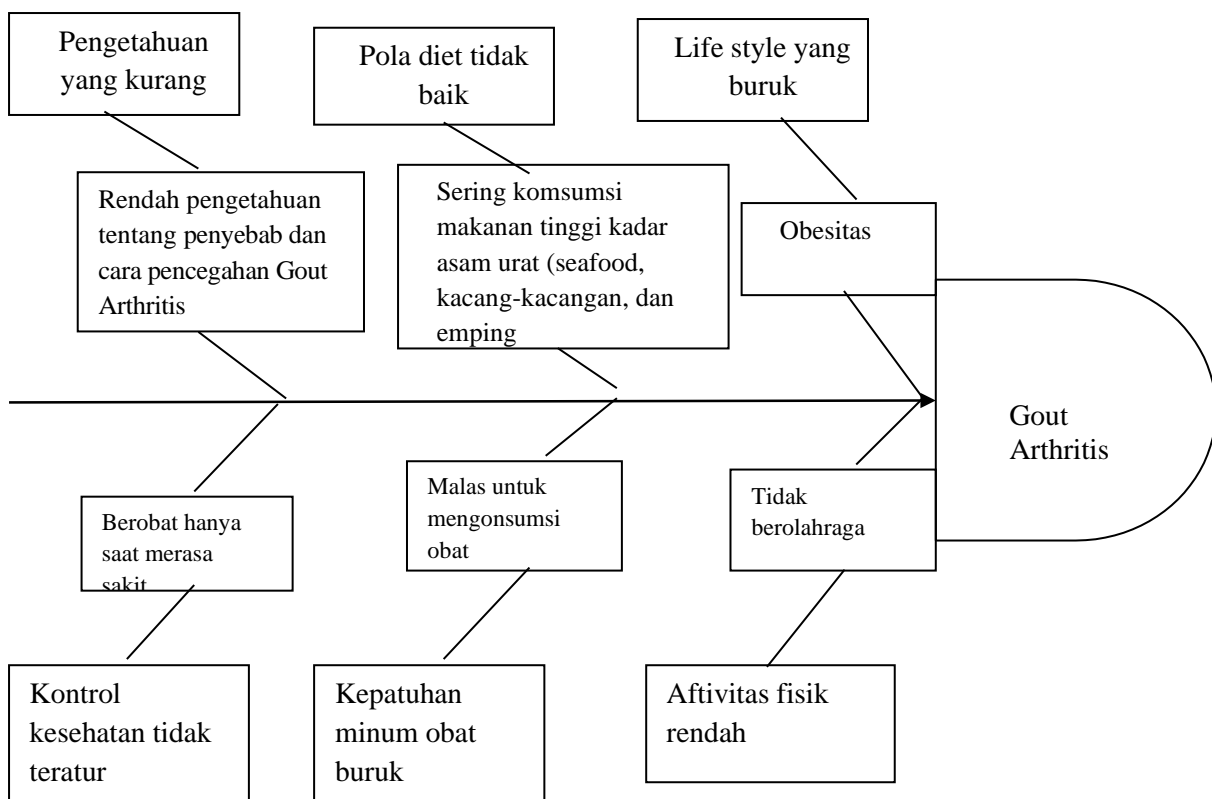 Pengetahuan
yang kurang
Pola diet tidak
baik
Life style yang
buruk
Rendah pengetahuan
tentang penyebab dan
cara pencegahan Gout
Arthritis
Sering komsumsi
makanan tinggi kadar
asam urat (seafood,
kacang-kacangan, dan
emping
Obesitas
Gout
Arthritis
Berobat hanya
saat merasa
sakit
Malas untuk
mengonsumsi
obat
Tidak
berolahraga
Kontrol
kesehatan tidak
teratur
Kepatuhan
minum obat
buruk
Aftivitas fisik
rendah